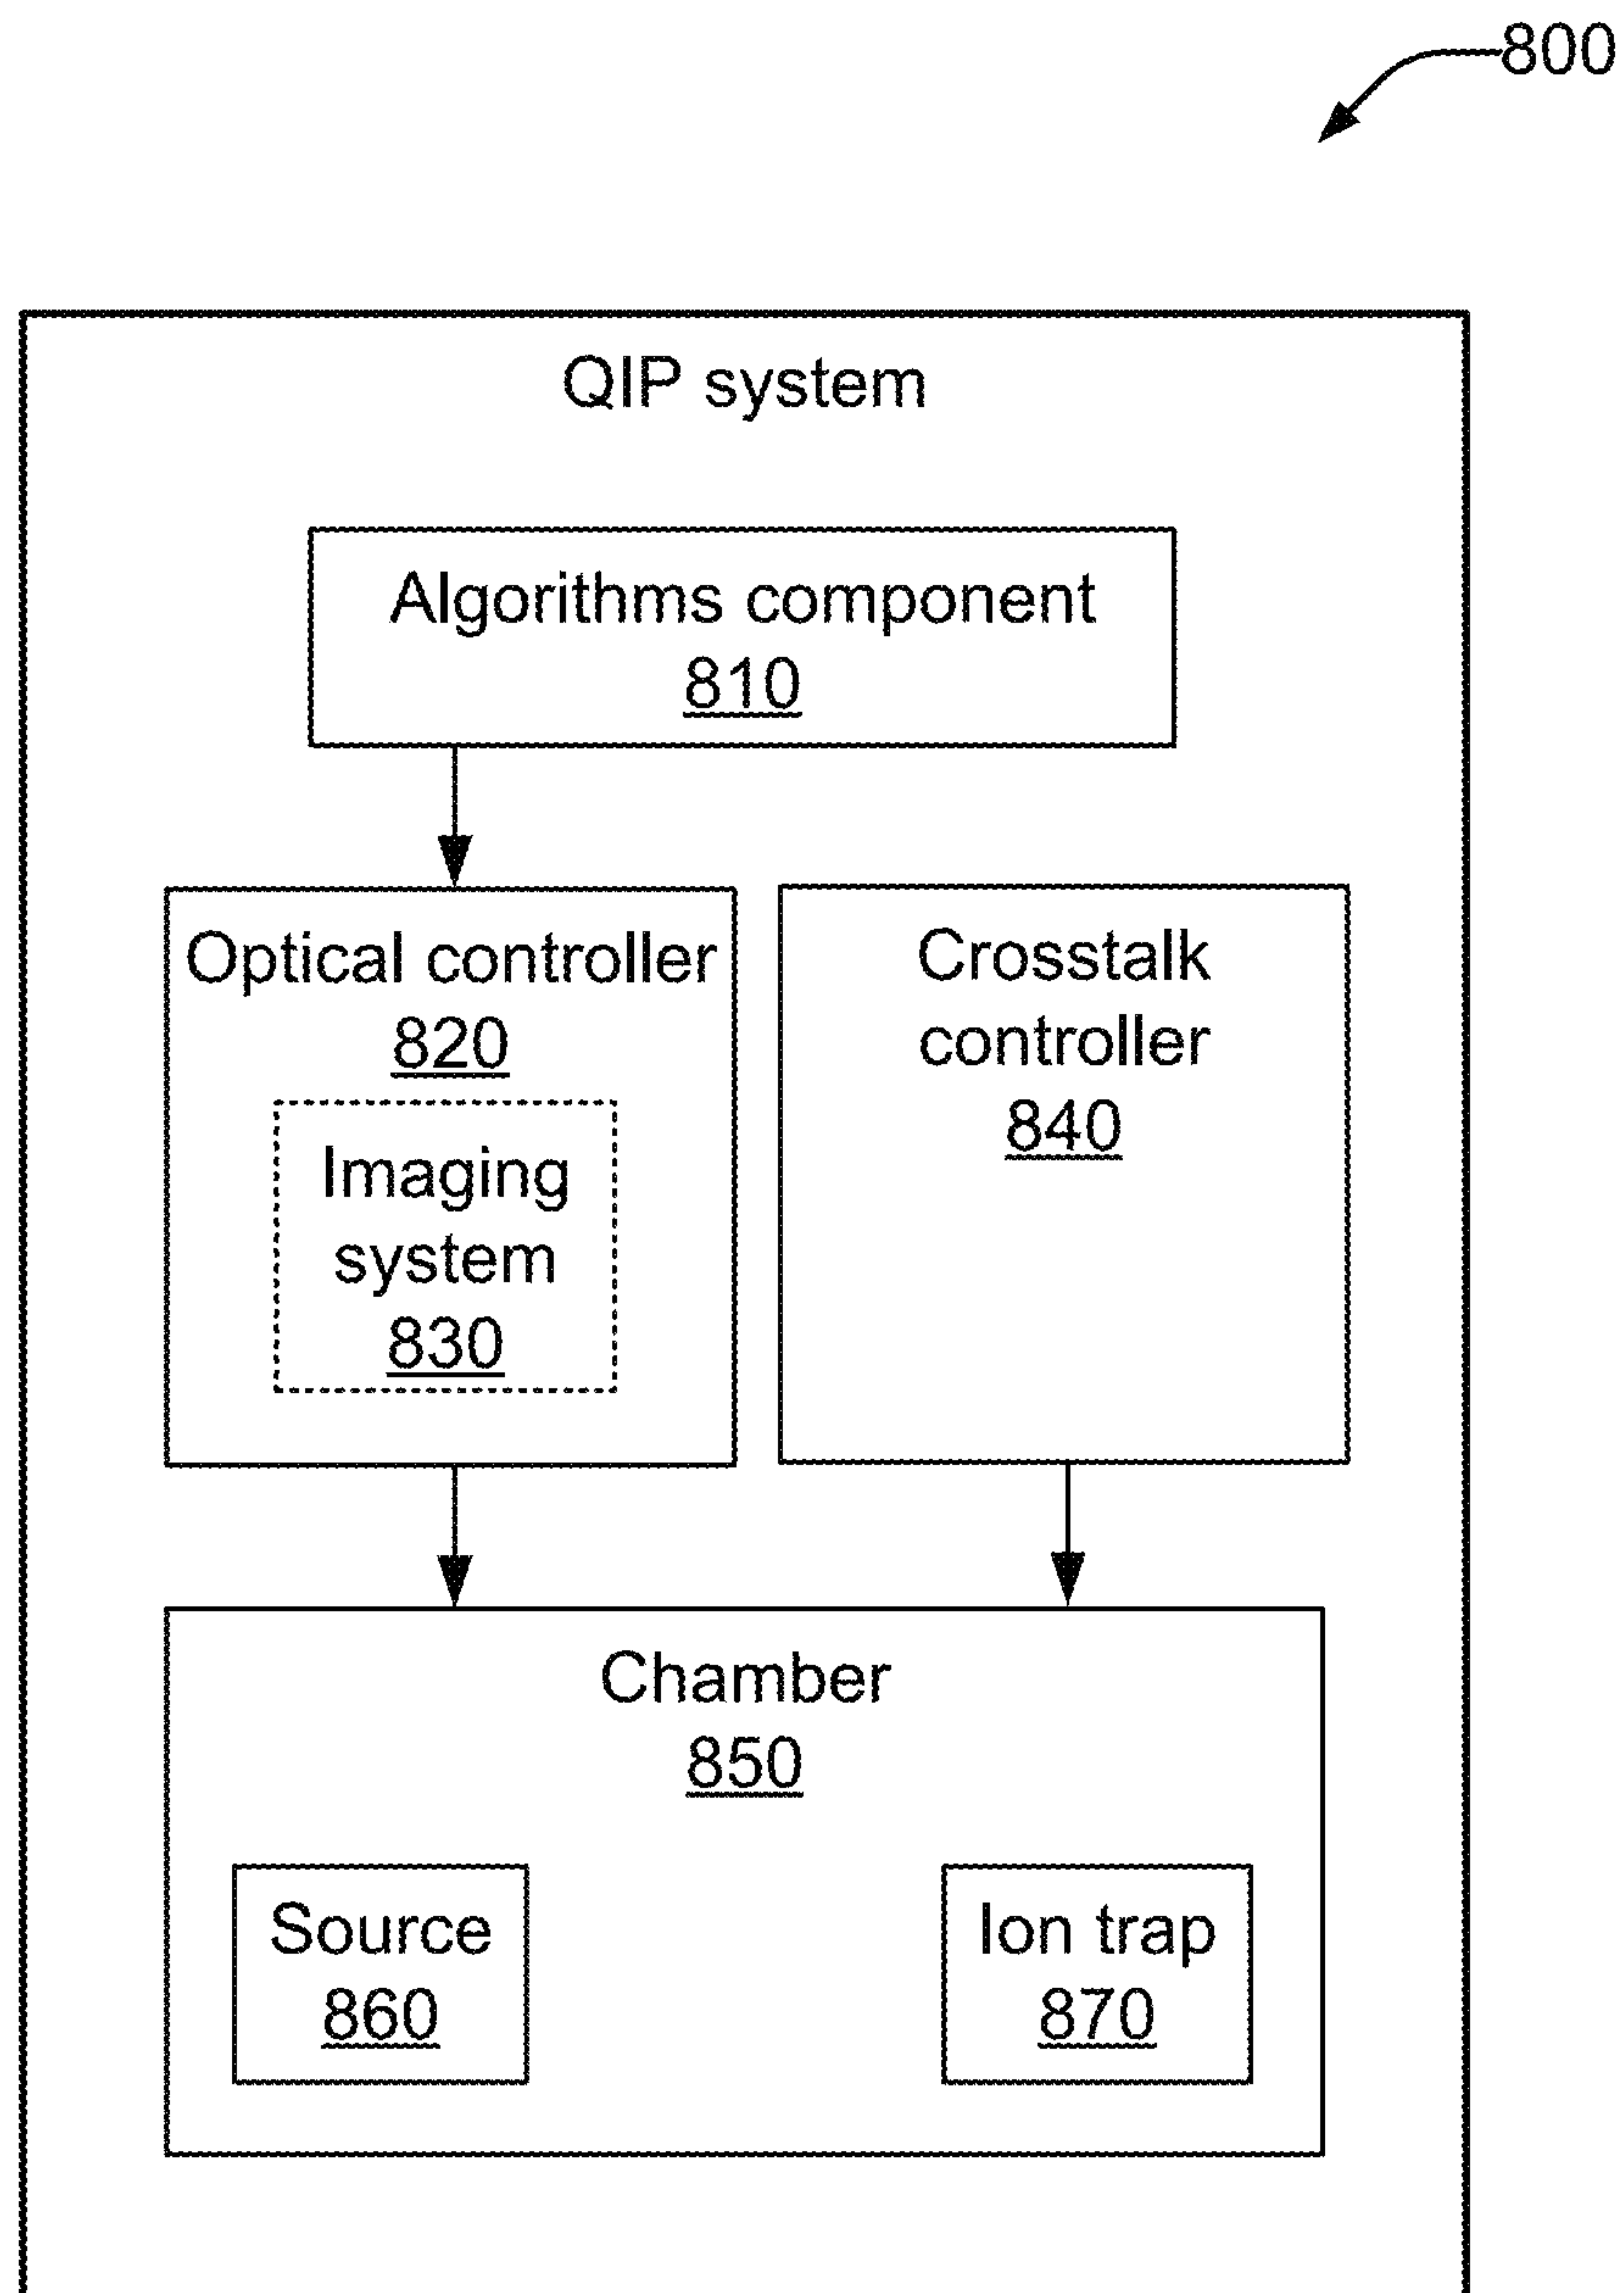 800
QIP system
Algorithms component
810
Optical controller
820
Imaging
system
830
Crosstalk
controller
840
Chamber
850
Source
860
Ion trap
870